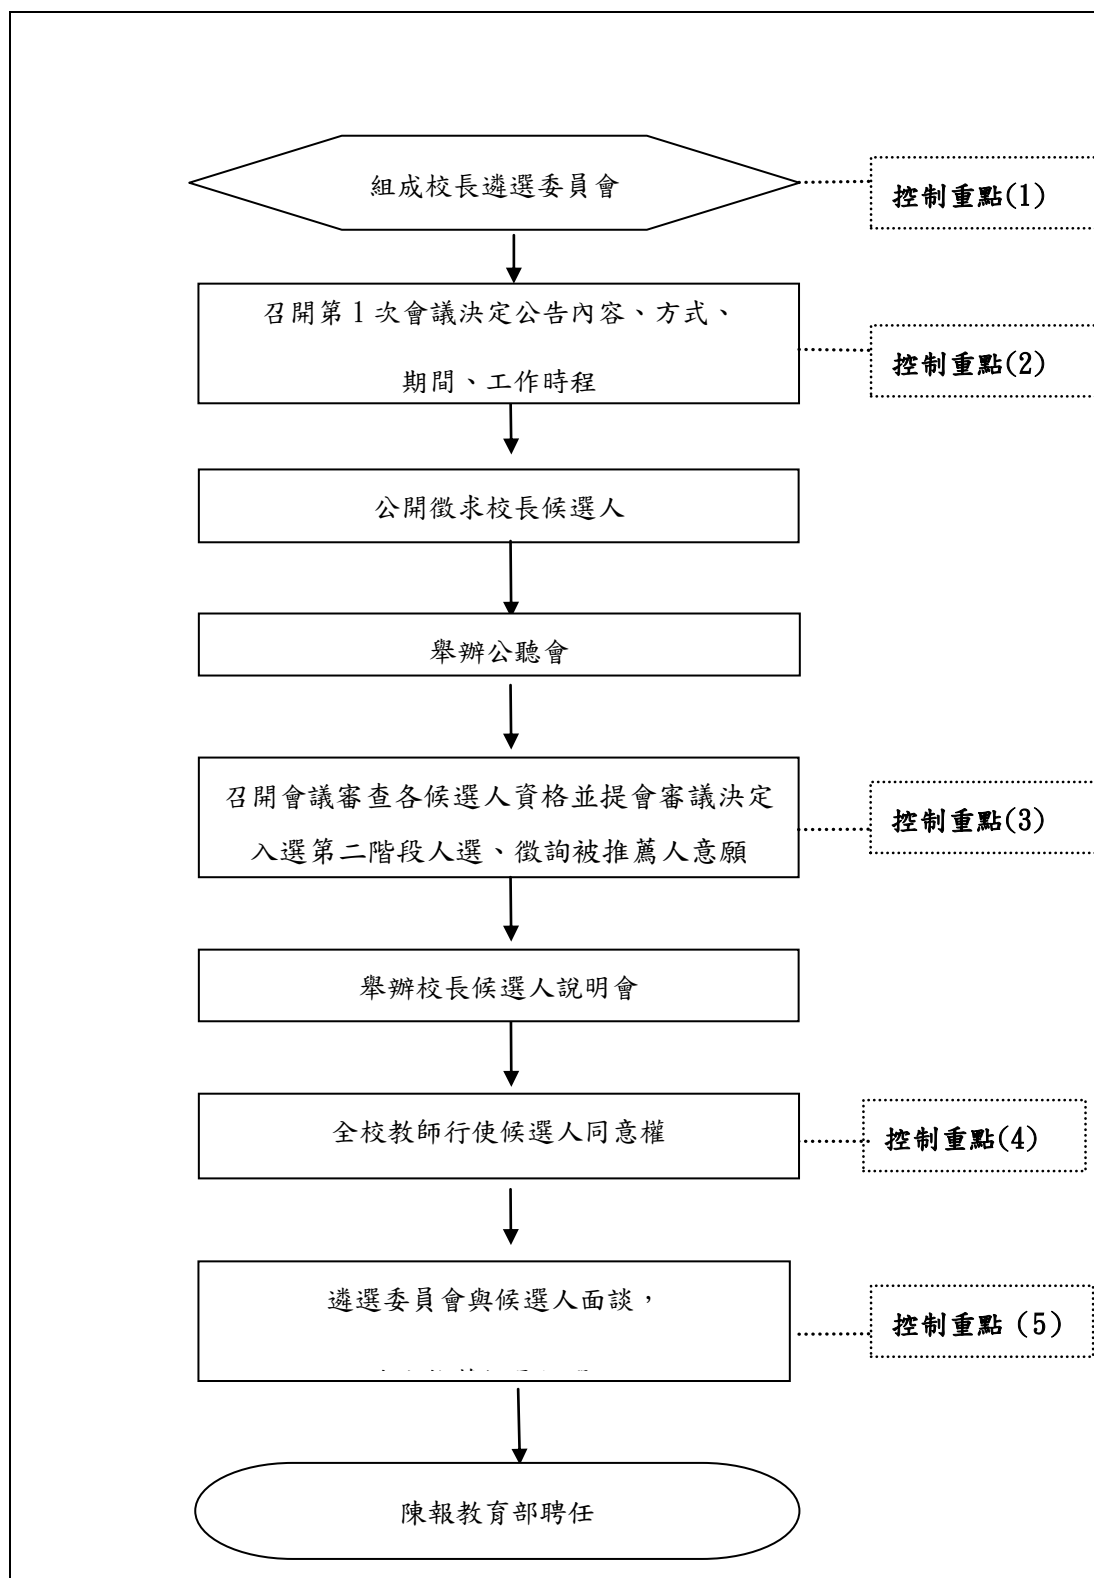 組成校長遴選委員會
控制重點(1)
召開第1次會議決定公告內容、方式、
期間、工作時程
控制重點(2)
公開徵求校長候選人
舉辦公聽會
召開會議審查各候選人資格並提會審議決定
入選第二階段人選、徵詢被推薦人意願
控制重點(3)
舉辦校長候選人說明會
全校教師行使候選人同意權
控制重點(4)
遴選委員會與候選人面談，
控制重點（5）
陳報教育部聘任